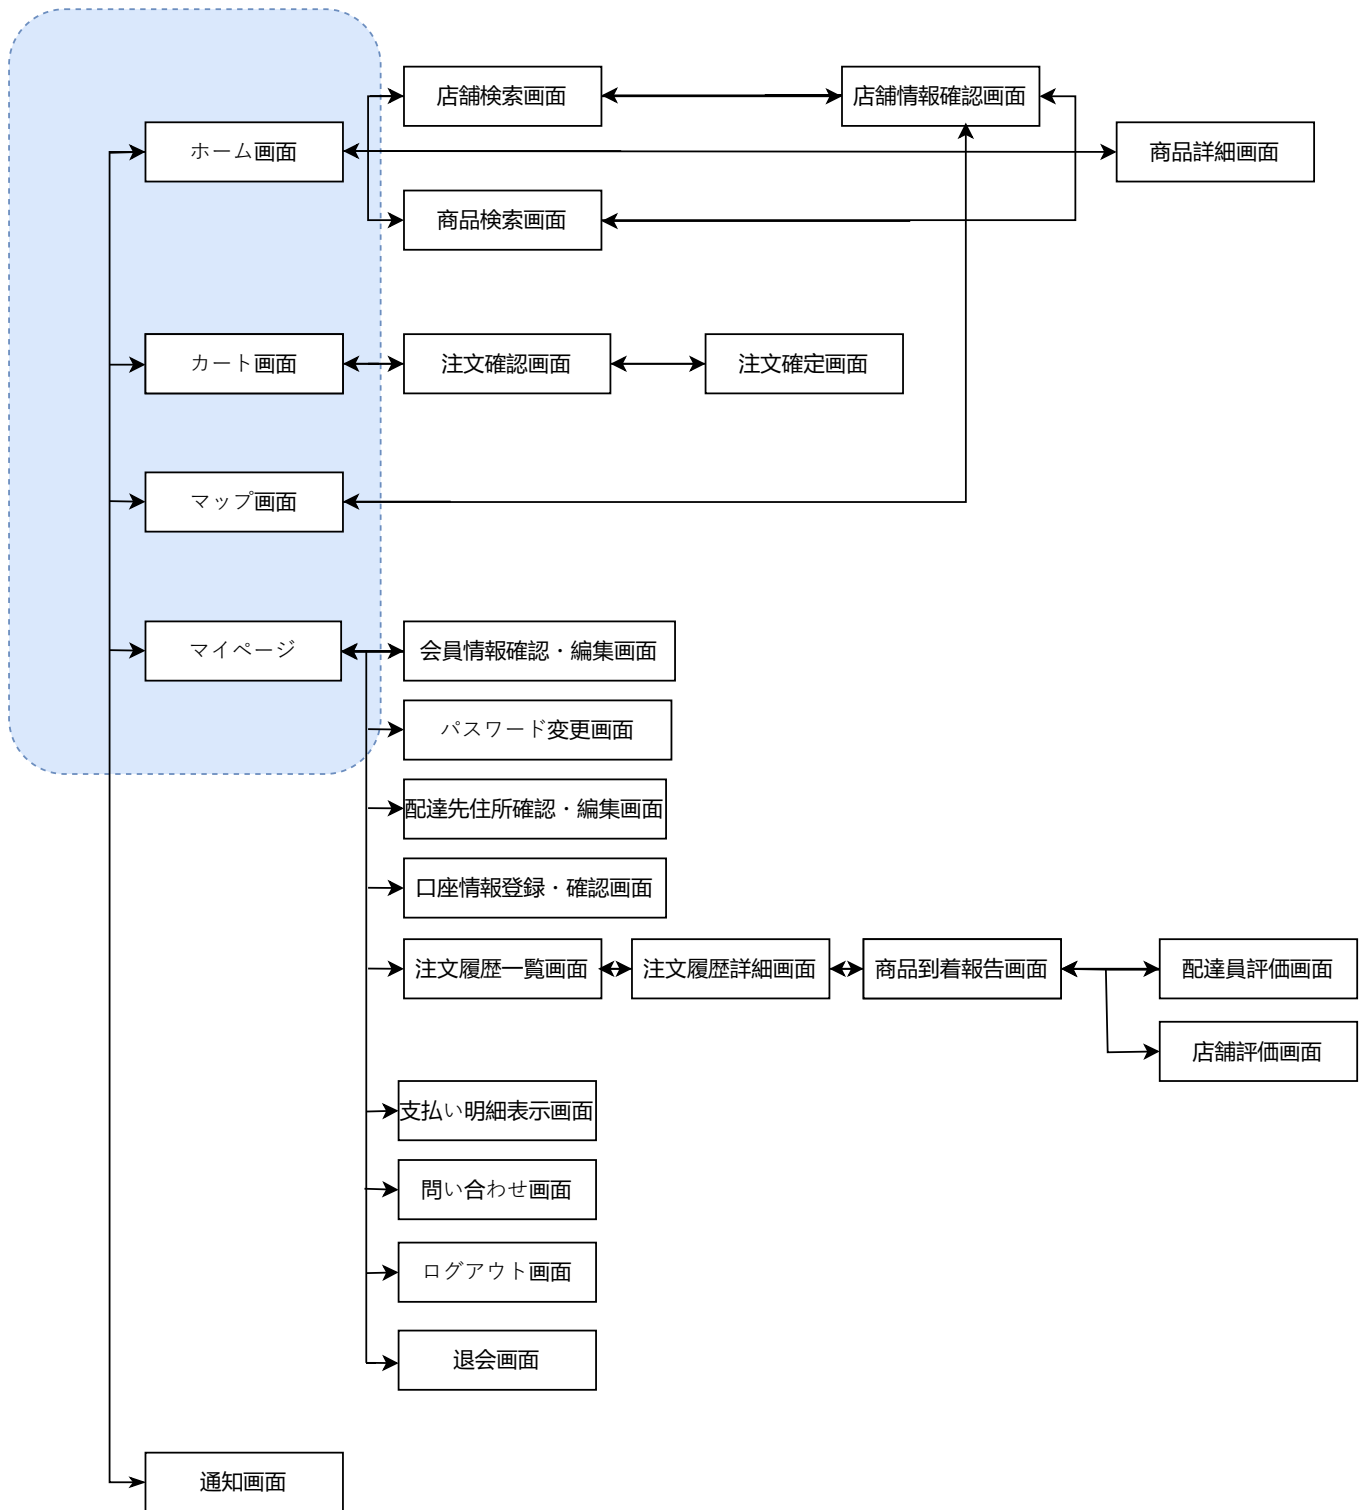 店舗検索画面
店舗情報確認画面
ホーム画面
商品詳細画面
商品検索画面
カート画面
注文確認画面
注文確定画面
マップ画面
マイページ
会員情報確認・編集画面
パスワード変更画面
配達先住所確認・編集画面
口座情報登録・確認画面
注文履歴一覧画面
注文履歴詳細画面
商品到着報告画面
配達員評価画面
店舗評価画面
支払い明細表示画面
問い合わせ画面
ログアウト画面
退会画面
通知画面